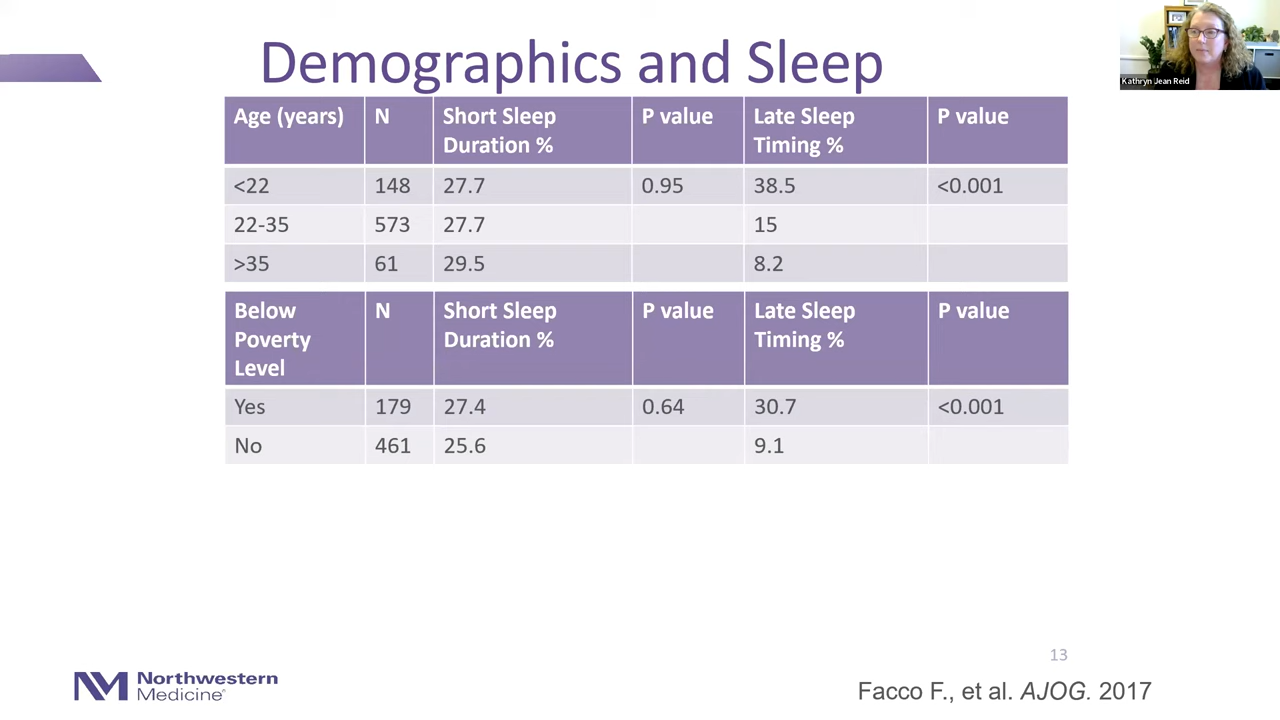 Demographics and Sleep
Kathryn Jean Reid
Age (years) N Short Sleep Duration % P value Late Sleep Timing % P value
<22 148 27.7 0.95 38.5 <0.001
22-35 573 27.7 15
>35 61 29.5 8.2
Below Poverty Level N Short Sleep Duration % P value Late Sleep Timing % P value
Yes 179 27.4 0.64 30.7 <0.001
No 461 25.6 9.1
13
NM Northwestern Medicine®
Facco F., et al. AJOG. 2017